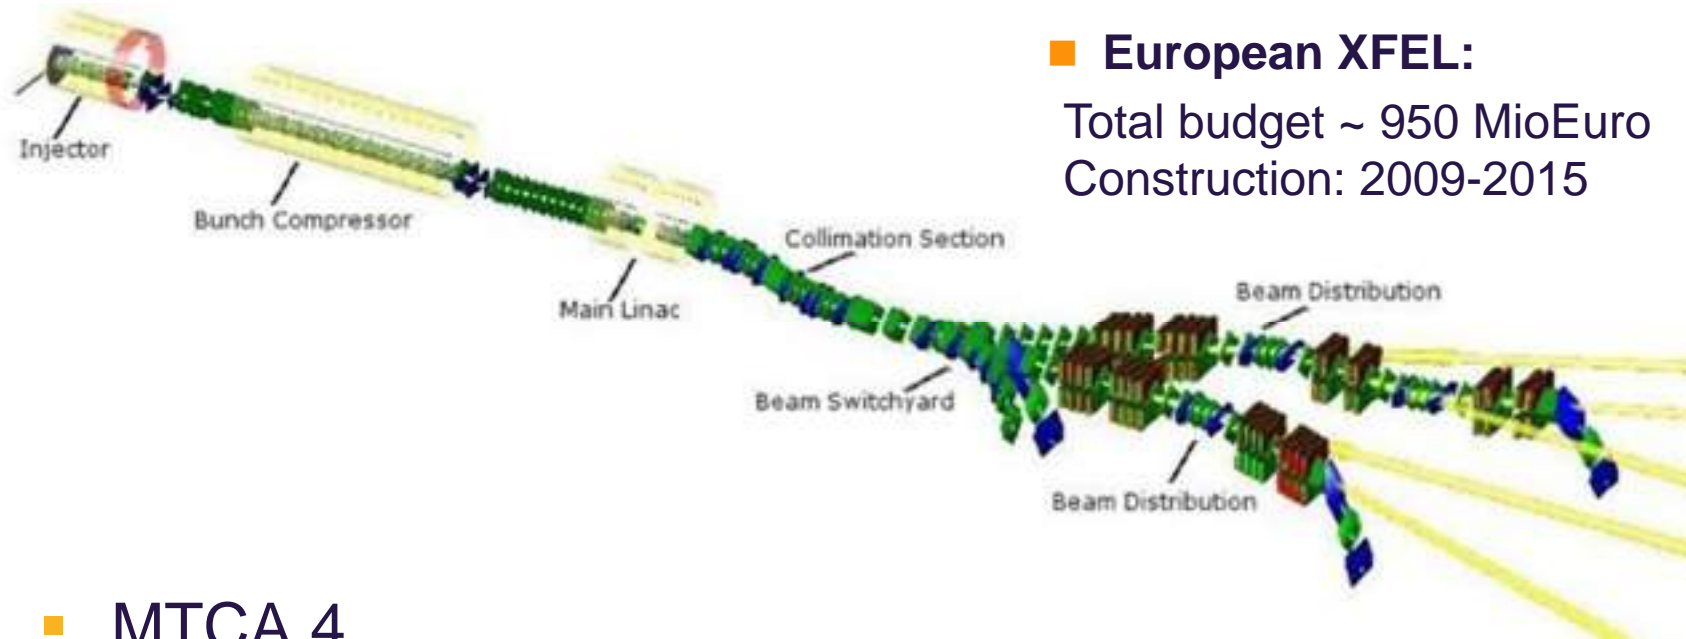 European XFEL:
Total budget ~ 950 MioEuro
Construction: 2009-2015
Injector
Bunch Compressor
Collimation Section
Main Linac
Beam Distribution
Beam Switchyard
Beam Distribution
MTCA.4